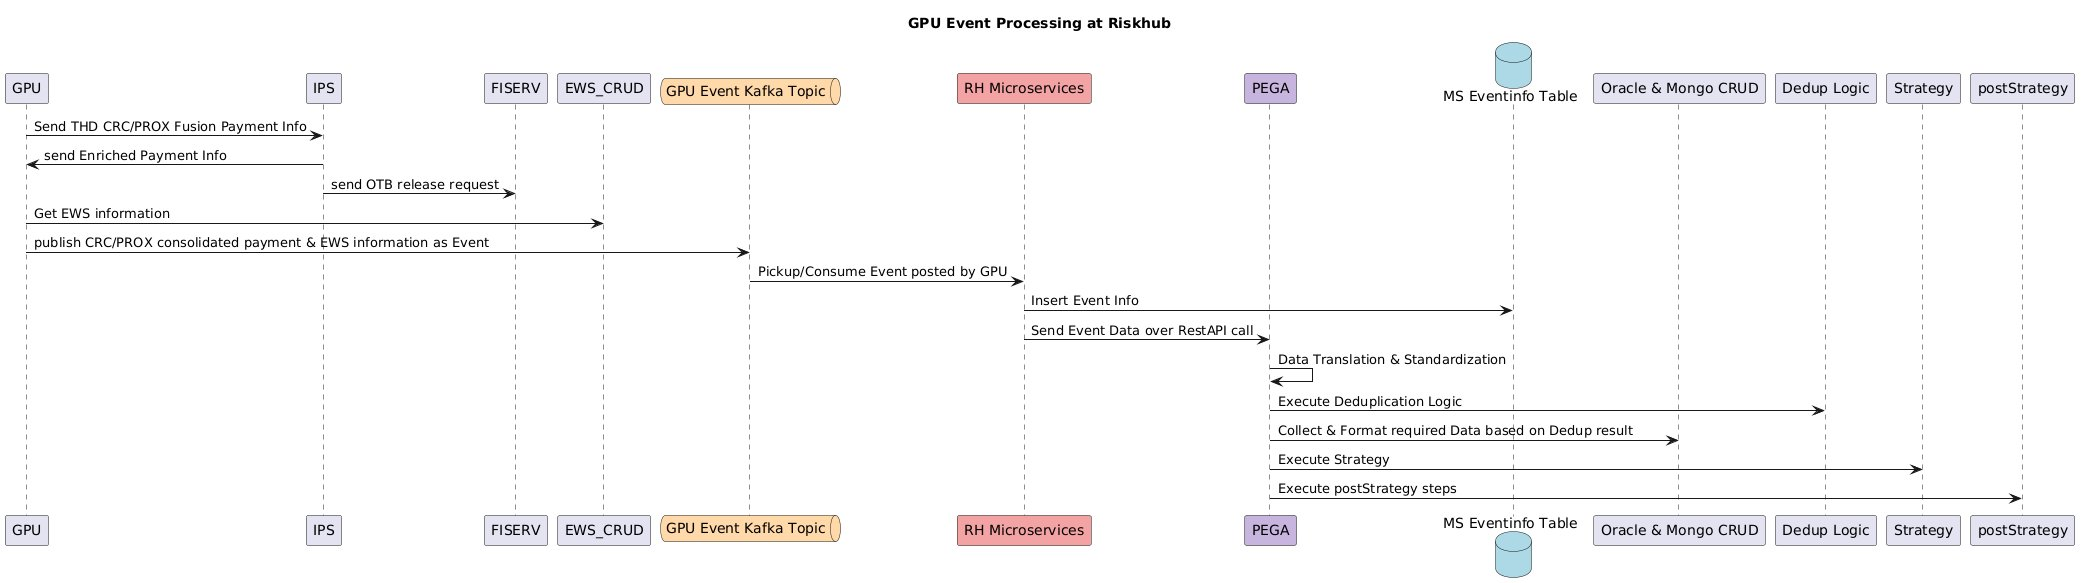 GPU Event Processing at Riskhub
GPU
IPS
FISERV
EWS_CRUD
GPU Event Kafka Topic
RH Microservices
PEGA
MS Eventinfo Table
Oracle & Mongo CRUD
Dedup Logic
Strategy
postStrategy
Send THD CRC/PROX Fusion Payment Info
send Enriched Payment Info
send OTB release request
Get EWS information
publish CRC/PROX consolidated payment & EWS information as Event
Pickup/Consume Event posted by GPU
Insert Event Info
Send Event Data over RestAPI call
Data Translation & Standardization
Execute Deduplication Logic
Collect & Format required Data based on Dedup result
Execute Strategy
Execute postStrategy steps
GPU
IPS
FISERV
EWS_CRUD
GPU Event Kafka Topic
RH Microservices
PEGA
MS Eventinfo Table
Oracle & Mongo CRUD
Dedup Logic
Strategy
postStrategy